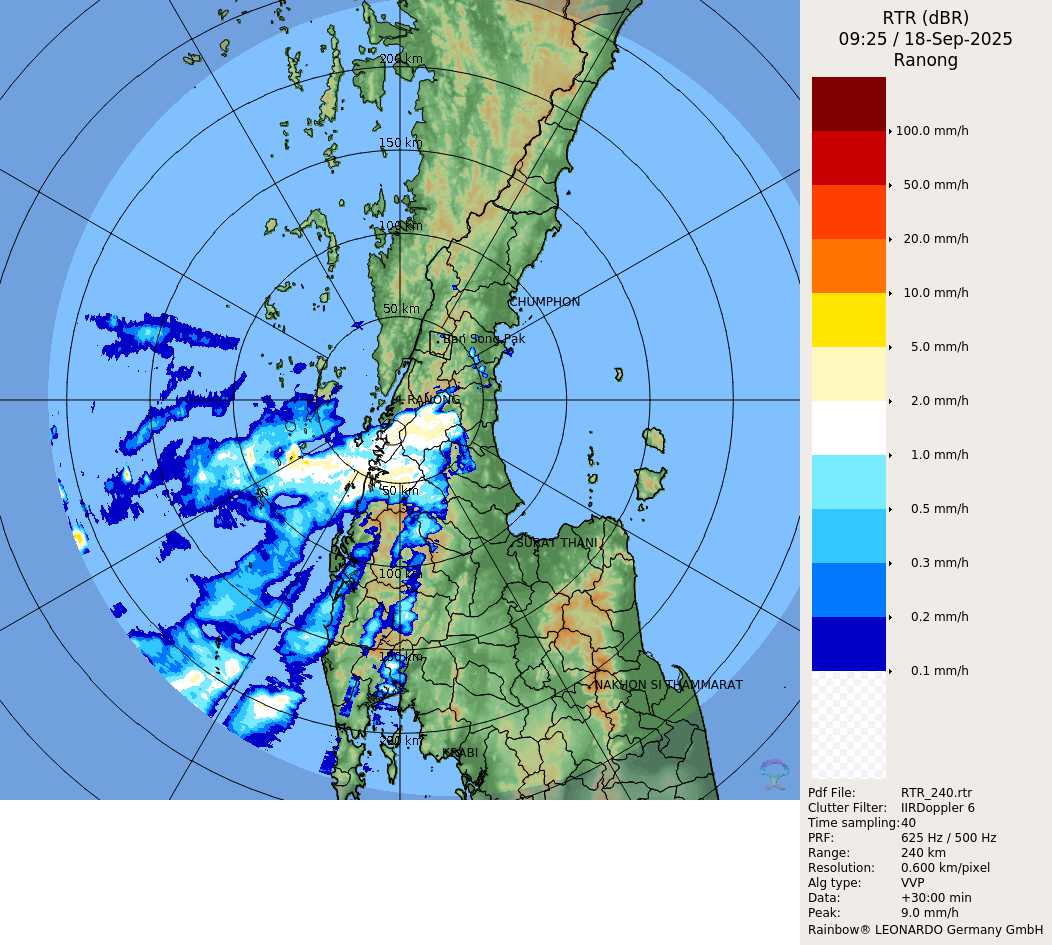 RTR (dBR)
09:25 / 18-Sep-2025
Ranong
200 km
150 km
100 km
50 km
CHUMPHON
Ban Song Pak
RANONG
50 km
SURAT THANI
100 km
150 km
NAKHON SI THAMMARAT
200 km
KRABI
100.0 mm/h
50.0 mm/h
20.0 mm/h
10.0 mm/h
5.0 mm/h
2.0 mm/h
1.0 mm/h
0.5 mm/h
0.3 mm/h
0.2 mm/h
0.1 mm/h
Pdf File: RTR_240.rtr
Clutter Filter: IIRDoppler 6
Time sampling:40
PRF: 625 Hz / 500 Hz
Range: 240 km
Resolution: 0.600 km/pixel
Alg type: VVP
Data: +30:00 min
Peak: 9.0 mm/h
Rainbow® LEONARDO Germany GmbH